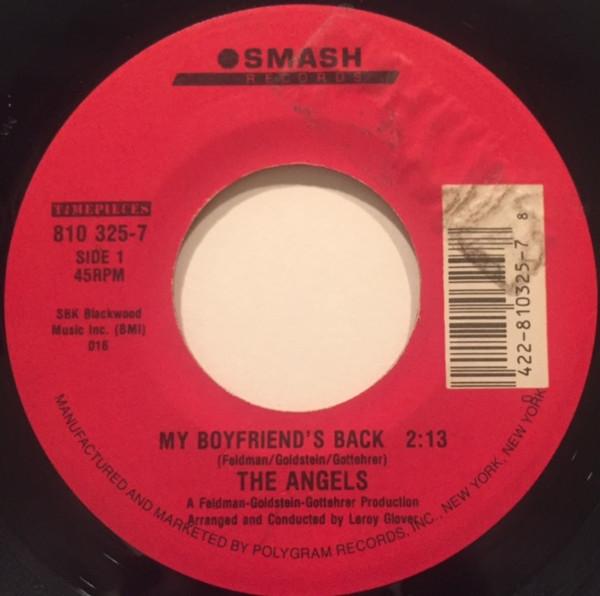 SMASH
RECORDS
TIMEPIECES
810 325-7
SIDE 1
45RPM
SBK Blackwood
Music Inc. (BMI)
016
8
422-810325-7
0
MY BOYFRIEND'S BACK 2:13
(Feldman/Goldstein/Gottehrer)
THE ANGELS
A Feldman-Goldstein-Gottehrer Production
Arranged and Conducted by Leroy Glover
MANUFACTURED AND MARKETED BY POLYGRAM RECORDS, INC., NEW YORK, NEW YORK